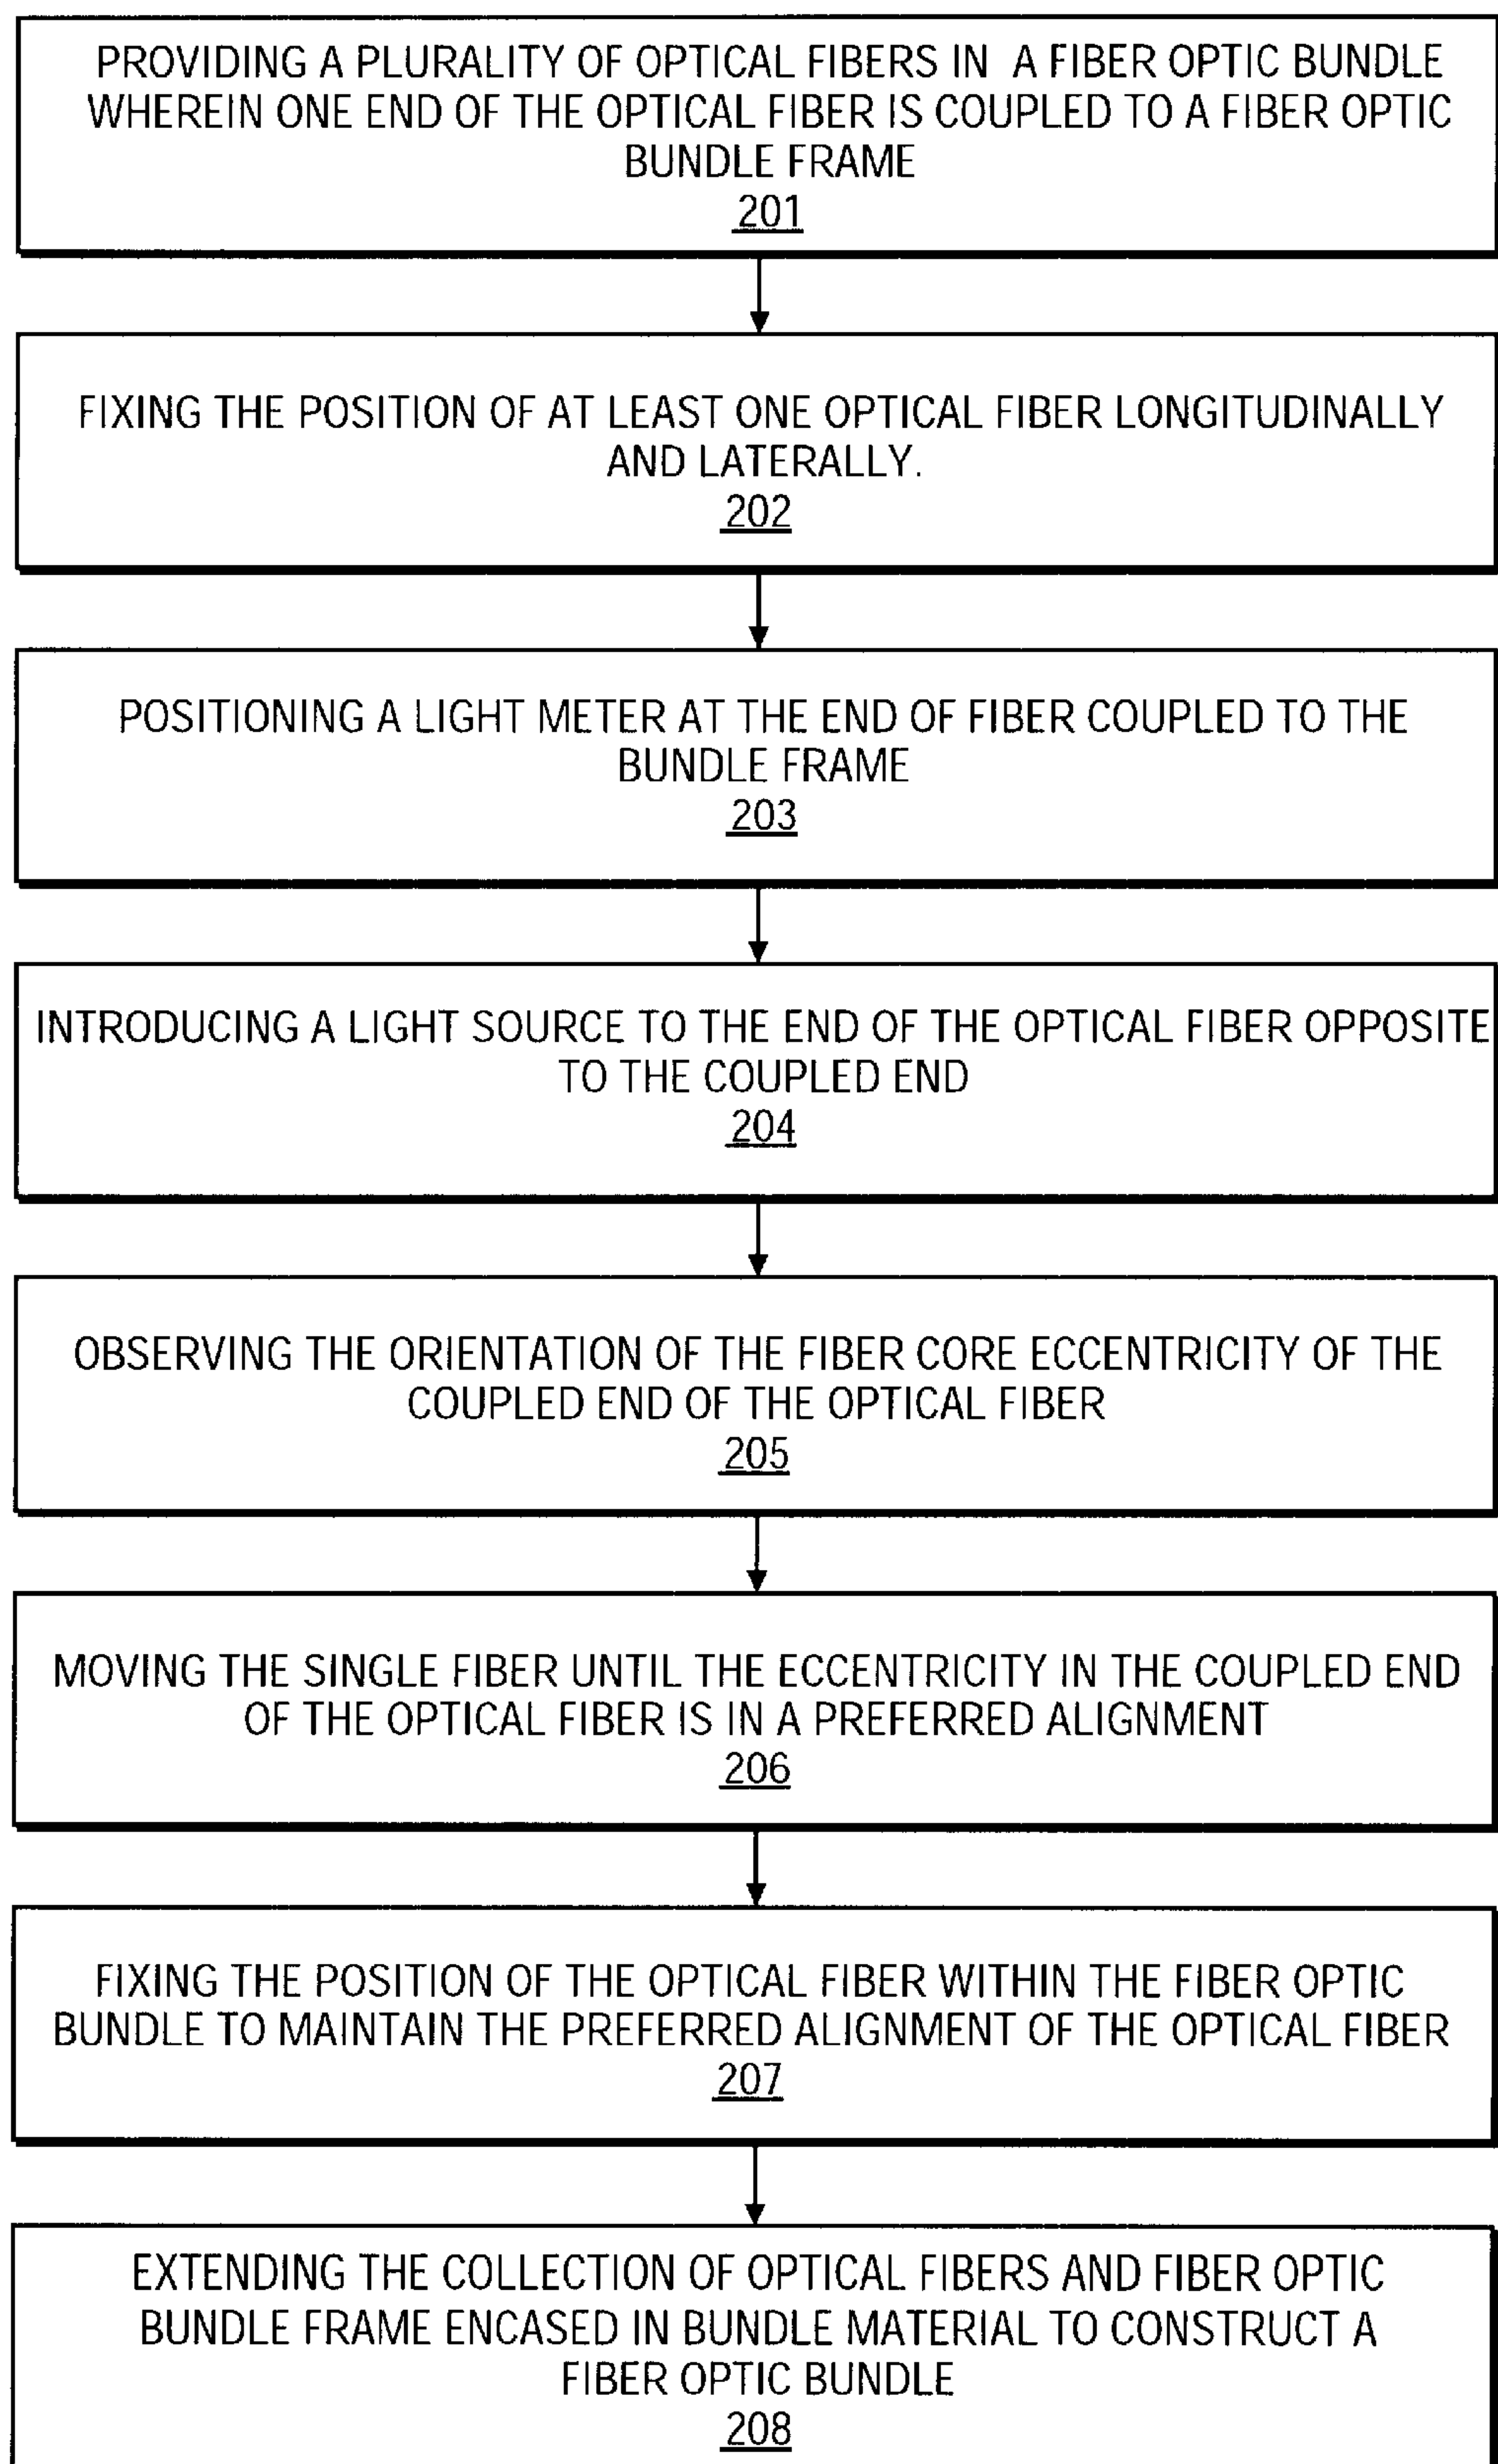 PROVIDING A PLURALITY OF OPTICAL FIBERS IN A FIBER OPTIC BUNDLE
WHEREIN ONE END OF THE OPTICAL FIBER IS COUPLED TO A FIBER OPTIC
BUNDLE FRAME
201
FIXING THE POSITION OF AT LEAST ONE OPTICAL FIBER LONGITUDINALLY
AND LATERALLY.
202
POSITIONING A LIGHT METER AT THE END OF FIBER COUPLED TO THE
BUNDLE FRAME
203
INTRODUCING A LIGHT SOURCE TO THE END OF THE OPTICAL FIBER OPPOSITE
TO THE COUPLED END
204
OBSERVING THE ORIENTATION OF THE FIBER CORE ECCENTRICITY OF THE
COUPLED END OF THE OPTICAL FIBER
205
MOVING THE SINGLE FIBER UNTIL THE ECCENTRICITY IN THE COUPLED END
OF THE OPTICAL FIBER IS IN A PREFERRED ALIGNMENT
206
FIXING THE POSITION OF THE OPTICAL FIBER WITHIN THE FIBER OPTIC
BUNDLE TO MAINTAIN THE PREFERRED ALIGNMENT OF THE OPTICAL FIBER
207
EXTENDING THE COLLECTION OF OPTICAL FIBERS AND FIBER OPTIC
BUNDLE FRAME ENCASED IN BUNDLE MATERIAL TO CONSTRUCT A
FIBER OPTIC BUNDLE
208